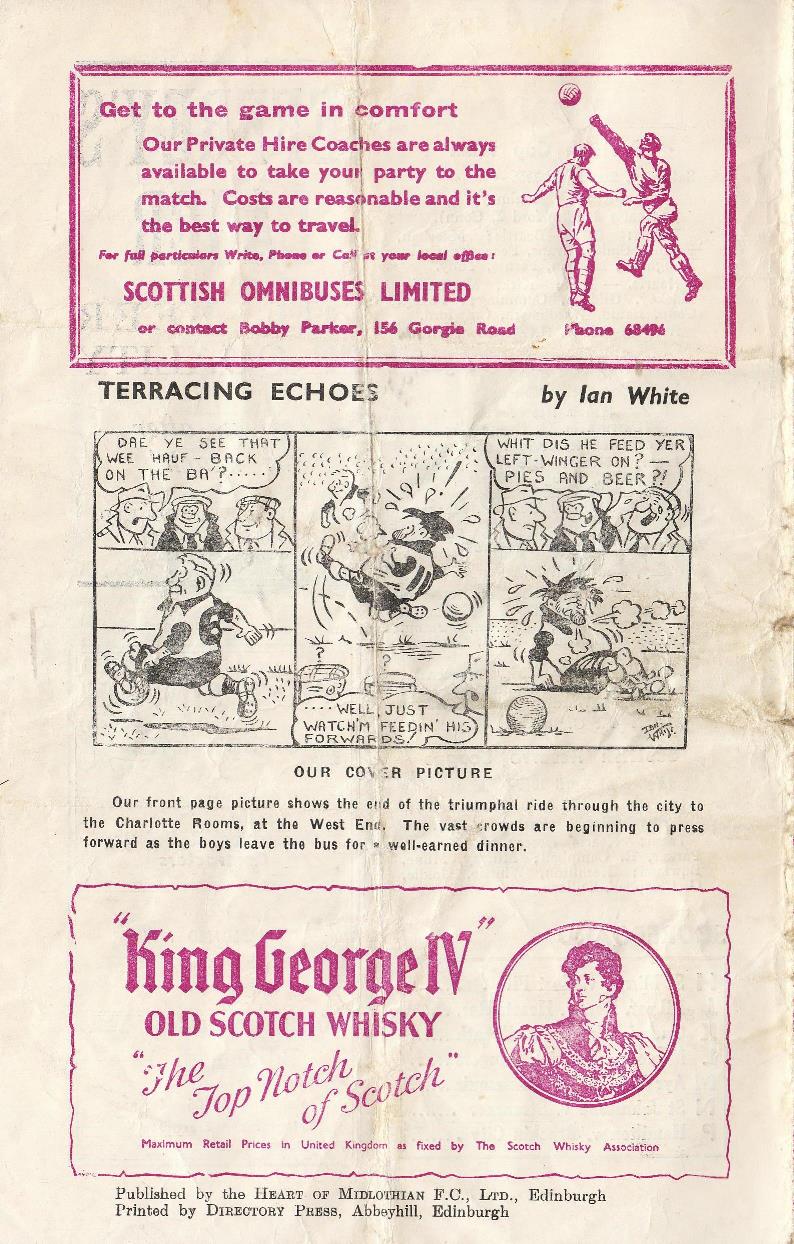 Get to the game in comfort
Our Private Hire Coaches are always
available to take your party to the
match. Costs are reasonable and it's
the best way to travel.
For full particulars Write, Phone or Call at your local office:
SCOTTISH OMNIBUSES LIMITED
or contact Bobby Parker, 156 Gorgie Road Phone 68496
TERRACING ECHOES by Ian White
DAE YE SEE THAT
WEE HAUF-BACK
ON THE BA'?.....
....WELL, JUST
WATCH'M FEEDIN' HIS
FORWARDS!
WHIT DIS HE FEED YER
LEFT-WINGER ON? —
PIES AND BEER?!
?
?
IAN
WHITE
OUR COVER PICTURE
Our front page picture shows the end of the triumphal ride through the city to
the Charlotte Rooms, at the West End. The vast crowds are beginning to press
forward as the boys leave the bus for a well-earned dinner.
"King George IV"
OLD SCOTCH WHISKY
"The
Top Notch
of Scotch"
Maximum Retail Prices in United Kingdom as fixed by The Scotch Whisky Association
Published by the HEART OF MIDLOTHIAN F.C., LTD., Edinburgh
Printed by DIRECTORY PRESS, Abbeyhill, Edinburgh